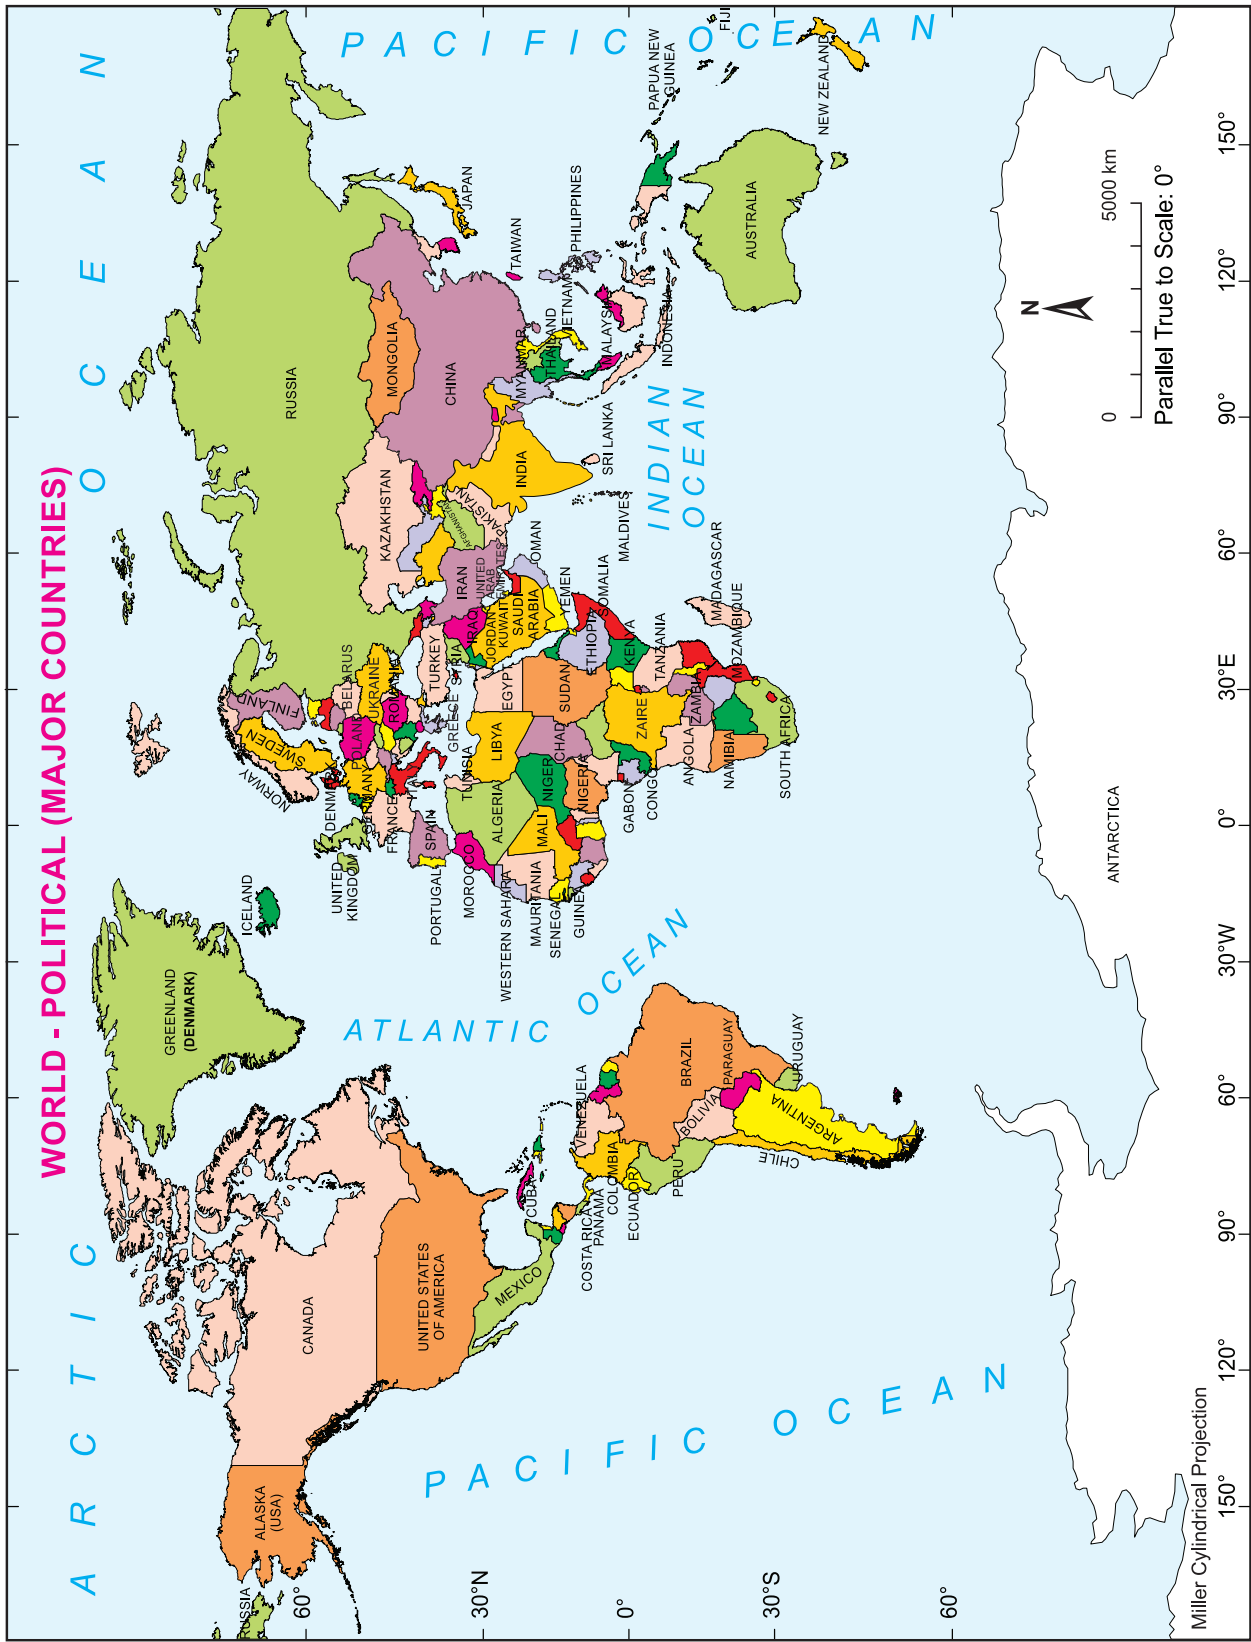 WORLD - POLITICAL (MAJOR COUNTRIES)
ARCTIC OCEAN
PACIFIC OCEAN
PACIFIC OCEAN
ATLANTIC OCEAN
INDIAN
OCEAN
RUSSIA
ALASKA
(USA)
CANADA
UNITED STATES
OF AMERICA
MEXICO
CUBA
COSTA RICA
PANAMA
COLOMBIA
ECUADOR
VENEZUELA
PERU
BRAZIL
BOLIVIA
PARAGUAY
URUGUAY
ARGENTINA
CHILE
GREENLAND
(DENMARK)
ICELAND
NORWAY
SWEDEN
FINLAND
UNITED
KINGDOM
DENMARK
GERMANY
POLAND
BELARUS
UKRAINE
ROMANIA
FRANCE
SPAIN
PORTUGAL
GREECE
TURKEY
SYRIA
IRAQ
JORDAN
KUWAIT
SAUDI
ARABIA
IRAN
UNITED
ARAB
EMIRATES
OMAN
YEMEN
MOROCCO
WESTERN SAHARA
MAURITANIA
SENEGAL
GUINEA
ALGERIA
TUNISIA
LIBYA
EGYPT
MALI
NIGER
NIGERIA
CHAD
SUDAN
ETHIOPIA
SOMALIA
KENYA
TANZANIA
ZAIRE
GABON
CONGO
ANGOLA
ZAMBIA
NAMIBIA
MOZAMBIQUE
MADAGASCAR
SOUTH AFRICA
RUSSIA
KAZAKHSTAN
MONGOLIA
CHINA
AFGHANISTAN
PAKISTAN
INDIA
SRI LANKA
MALDIVES
MYANMAR
THAILAND
VIETNAM
MALAYSIA
INDONESIA
PHILIPPINES
TAIWAN
JAPAN
PAPUA NEW
GUINEA
FIJI
AUSTRALIA
NEW ZEALAND
ANTARCTICA
60°
30°N
0°
30°S
60°
150°
120°
90°
60°
30°W
0°
30°E
60°
90°
120°
150°
N
0 5000 km
Parallel True to Scale: 0°
Miller Cylindrical Projection